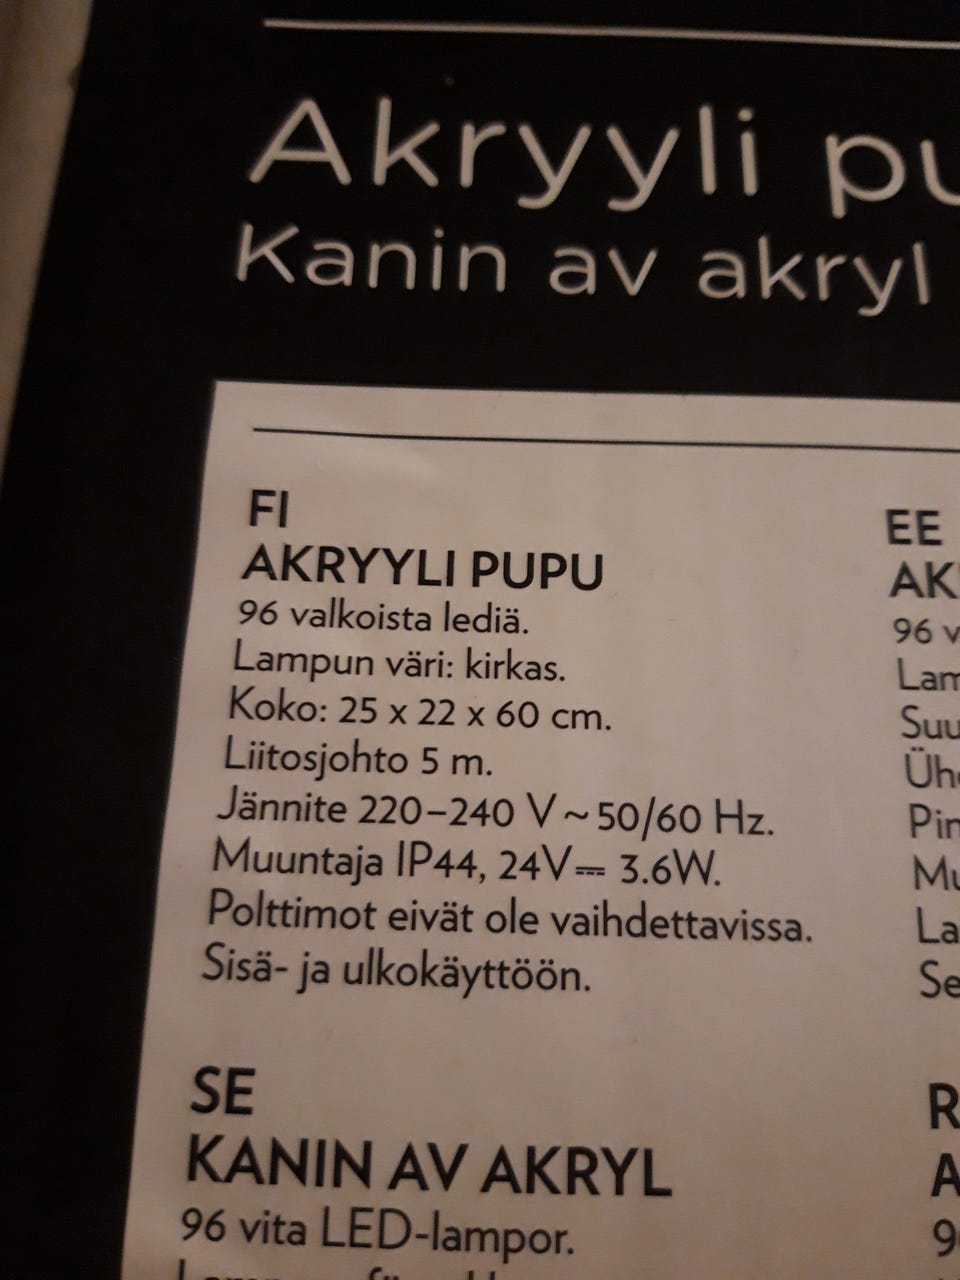 Akryyli
Kanin av akryl
FI
AKRYYLI PUPU
96 valkoista lediä.
Lampun väri: kirkas.
Koko: 25 x 22 x 60 cm.
Liitosjohto 5 m.
Jännite 220–240 V ~ 50/60 Hz.
Muuntaja IP44, 24V⎓ 3.6W.
Polttimot eivät ole vaihdettavissa.
Sisä- ja ulkokäyttöön.
SE
KANIN AV AKRYL
96 vita LED-lampor.
EE
96